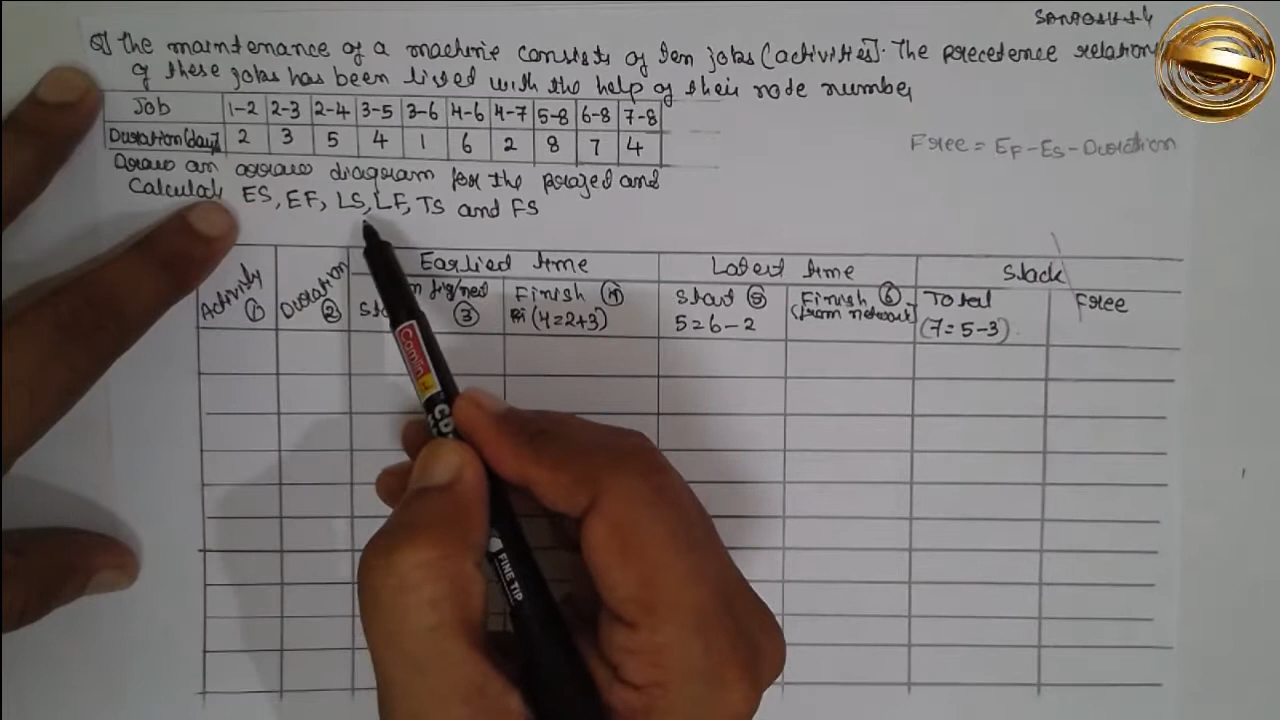 Q) The maintenance of a machine consists of ten jobs (activities). The precedence relation
of these jobs has been listed with the help of their node number
Job 1-2 2-3 2-4 3-5 3-6 4-6 4-7 5-8 6-8 7-8
Duration(days) 2 3 5 4 1 6 2 8 7 4
Draw an arrow diagram for the project and
Calculate ES, EF, LS, LF, TS and FS
Free = EF-ES-Duration
Activity ① Duration ② Earliest time Latest time Slack
③ Finish ④ (4=2+3) Start ⑤ 5=6-2 Finish ⑥ (from network) Total (7=5-3) Free
Camlin
CD
FINE TIP